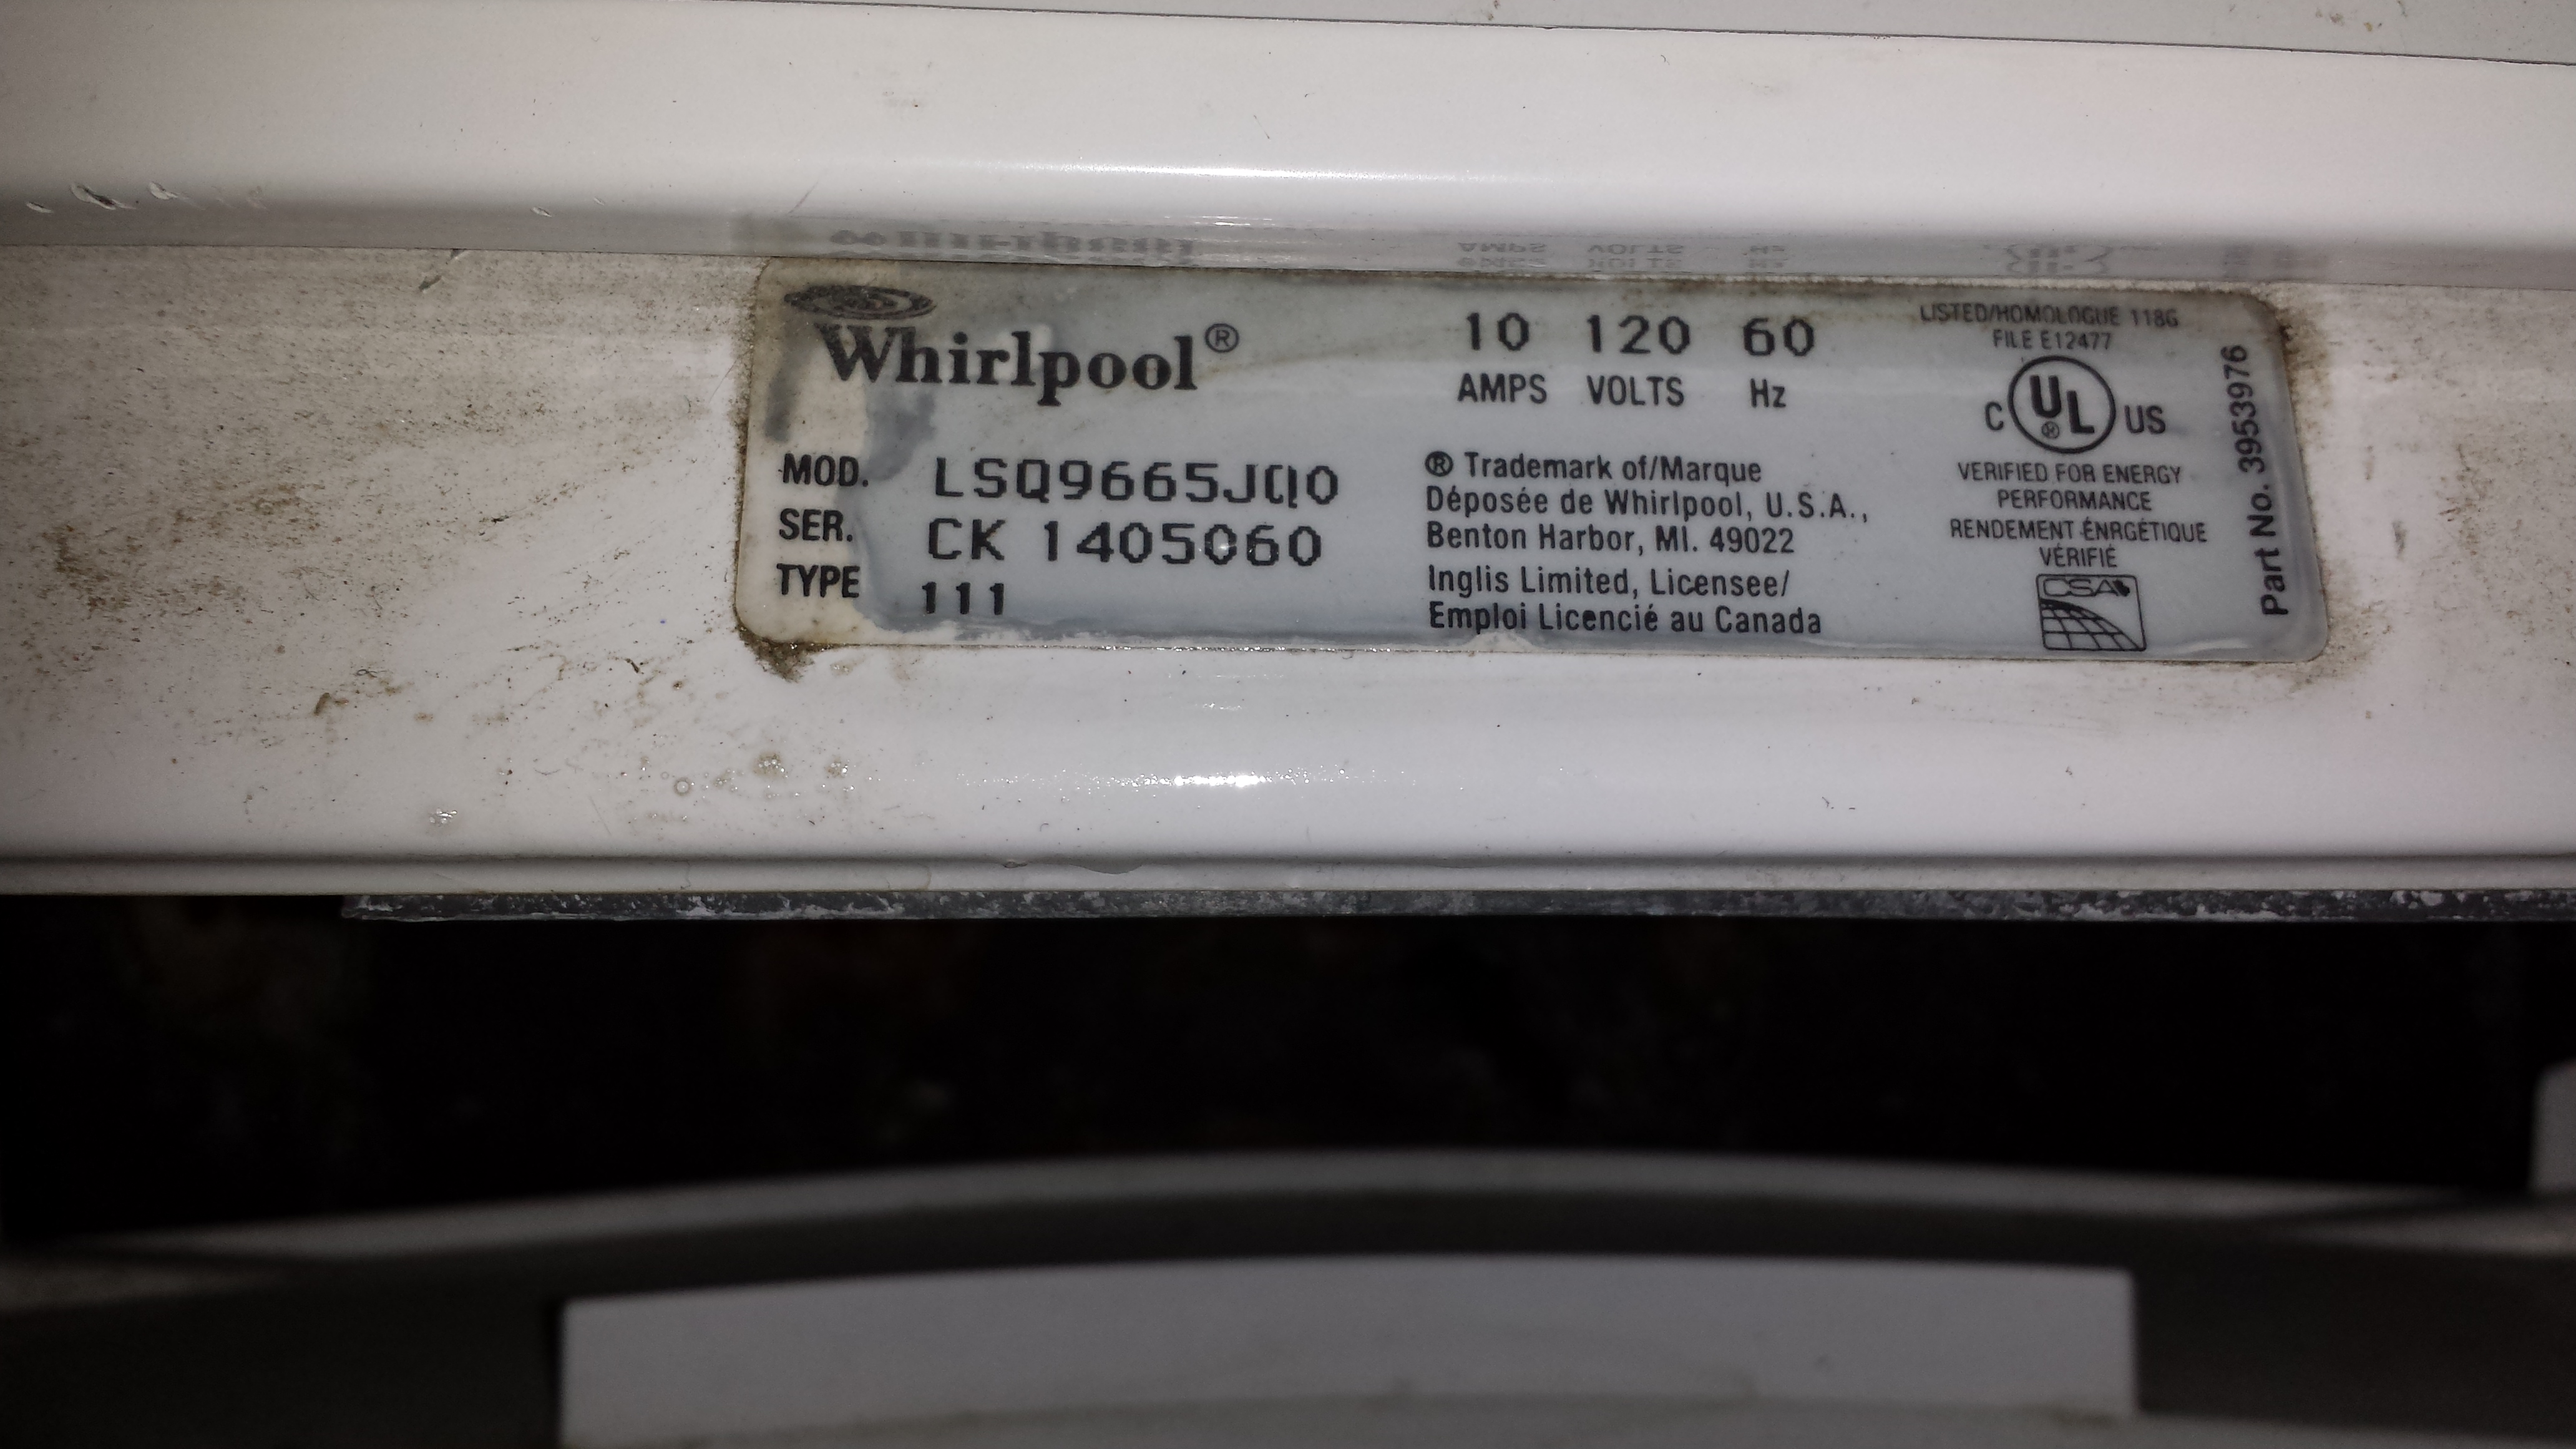 Whirlpool®
10 120 60
AMPS VOLTS Hz
MOD. LSQ9665JQ0
SER. CK 1405060
TYPE 111
® Trademark of/Marque
Déposée de Whirlpool, U.S.A.,
Benton Harbor, MI. 49022
Inglis Limited, Licensee/
Emploi Licencié au Canada
LISTED/HOMOLOGUE 118G
FILE E12477
C UL® US
VERIFIED FOR ENERGY
PERFORMANCE
RENDEMENT ÉNRGÉTIQUE
VÉRIFIÉ
CSA
Part No. 3953976